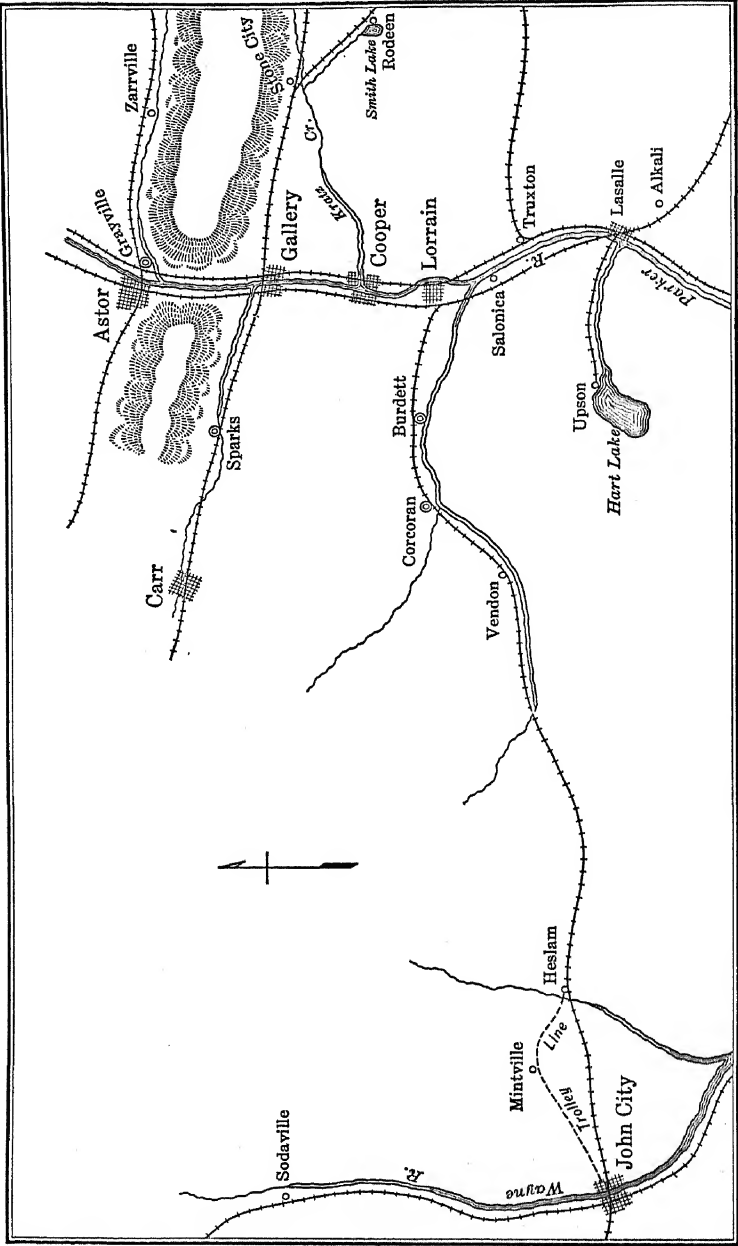 Zarrville
Grayville
Astor
Stone City
Smith Lake
Rodeen
Kratz
Cr.
Gallery
Cooper
Lorrain
Sparks
Carr
Burdett
Corcoran
Vendon
Salonica
R.
Truxton
Lasalle
Alkali
Parker
Upson
Hart Lake
Heslam
Mintville
Trolley
Line
Sodaville
Wayne
R.
John City